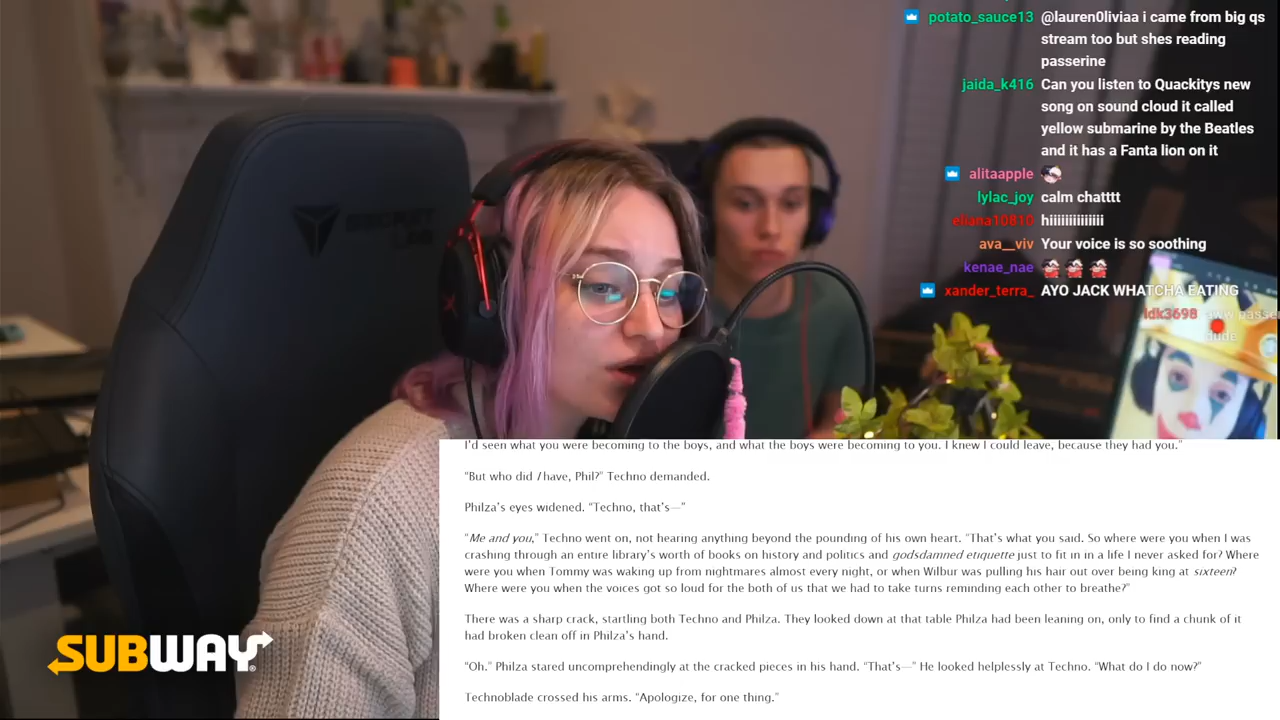 potato_sauce13 @lauren0liviaa i came from big qs
stream too but shes reading
passerine
jaida_k416 Can you listen to Quackitys new
song on sound cloud it called
yellow submarine by the Beatles
and it has a Fanta lion on it
alitaapple
lylac_joy calm chatttt
eliana10810 hiiiiiiiiiiiiii
ava__viv Your voice is so soothing
kenae_nae
xander_terra_ AYO JACK WHATCHA EATING
idk3698 aww passe
dude
SECRET
LAB
I'd seen what you were becoming to the boys, and what the boys were becoming to you. I knew I could leave, because they had you."
"But who did I have, Phil?" Techno demanded.
Philza's eyes widened. "Techno, that's—"
"Me and you," Techno went on, not hearing anything beyond the pounding of his own heart. "That's what you said. So where were you when I was
crashing through an entire library's worth of books on history and politics and godsdamned etiquette just to fit in in a life I never asked for? Where
were you when Tommy was waking up from nightmares almost every night, or when Wilbur was pulling his hair out over being king at sixteen?
Where were you when the voices got so loud for the both of us that we had to take turns reminding each other to breathe?"
There was a sharp crack, startling both Techno and Philza. They looked down at that table Philza had been leaning on, only to find a chunk of it
had broken clean off in Philza's hand.
"Oh." Philza stared uncomprehendingly at the cracked pieces in his hand. "That's—" He looked helplessly at Techno. "What do I do now?"
Technoblade crossed his arms. "Apologize, for one thing."
SUBWAY